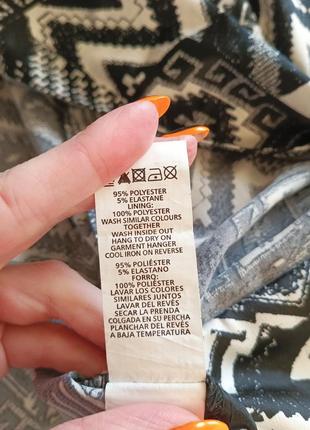 95% POLYESTER
5% ELASTANE
LINING:
100% POLYESTER
WASH SIMILAR COLOURS
TOGETHER
WASH INSIDE OUT
HANG TO DRY ON
GARMENT HANGER
COOL IRON ON REVERSE
95% POLIÉSTER
5% ELASTANO
FORRO:
100% POLIÉSTER
LAVAR LOS COLORES
SIMILARES JUNTOS
LAVAR DEL REVÉS
SECAR LA PRENDA
COLGADA EN SU PERCHA
PLANCHAR DEL REVÉS
A BAJA TEMPERATURA